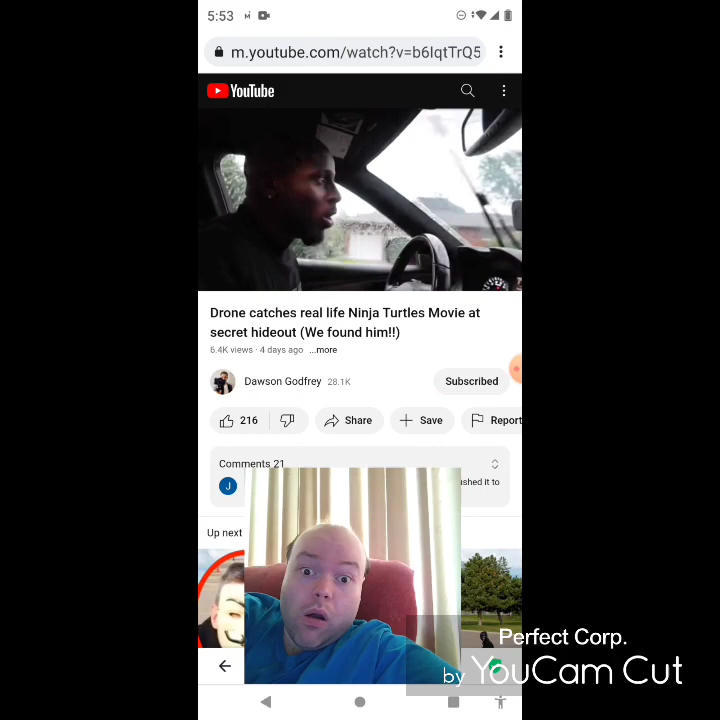 5:53
m.youtube.com/watch?v=b6IqtTrQ5
YouTube
Drone catches real life Ninja Turtles Movie at
secret hideout (We found him!!)
6.4K views · 4 days ago ...more
Dawson Godfrey 28.1K
Subscribed
216
Share
Save
Report
Comments 21
J
ushed it to
Up next
Perfect Corp.
by YouCam Cut